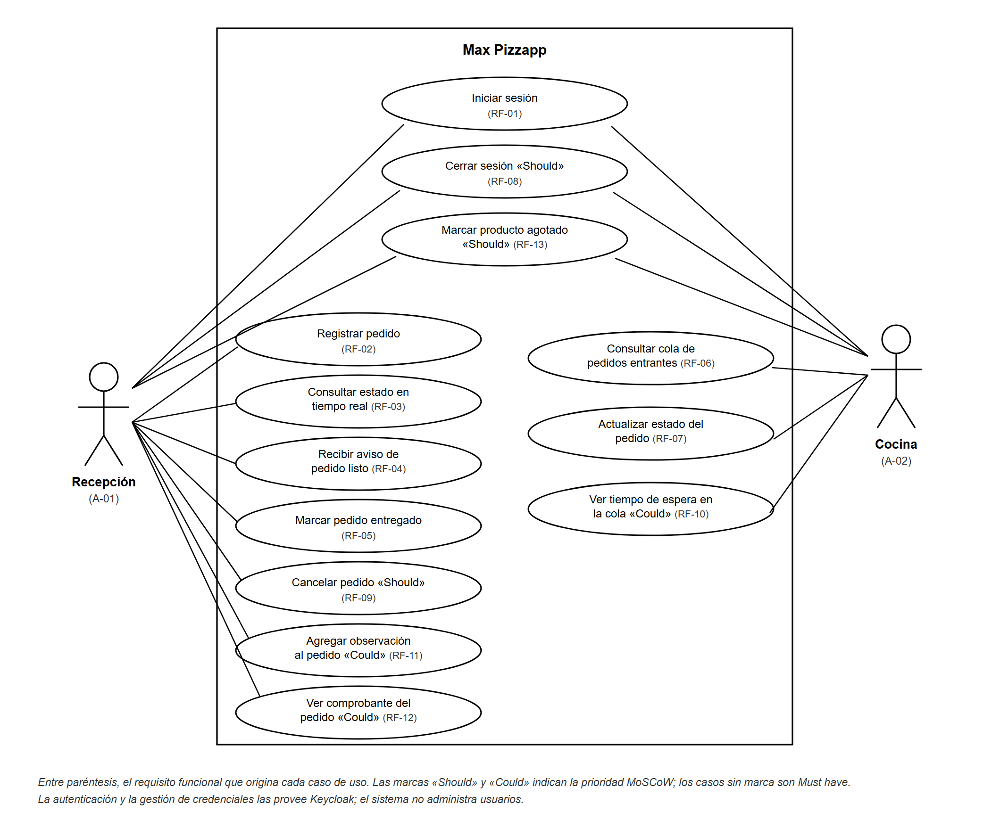 Max Pizzapp
Iniciar sesión
(RF-01)
Cerrar sesión «Should»
(RF-08)
Marcar producto agotado
«Should» (RF-13)
Registrar pedido
(RF-02)
Consultar estado en
tiempo real (RF-03)
Recibir aviso de
pedido listo (RF-04)
Marcar pedido entregado
(RF-05)
Cancelar pedido «Should»
(RF-09)
Agregar observación
al pedido «Could» (RF-11)
Ver comprobante del
pedido «Could» (RF-12)
Consultar cola de
pedidos entrantes (RF-06)
Actualizar estado del
pedido (RF-07)
Ver tiempo de espera en
la cola «Could» (RF-10)
Recepción
(A-01)
Cocina
(A-02)
Entre paréntesis, el requisito funcional que origina cada caso de uso. Las marcas «Should» y «Could» indican la prioridad MoSCoW; los casos sin marca son Must have.
La autenticación y la gestión de credenciales las provee Keycloak; el sistema no administra usuarios.